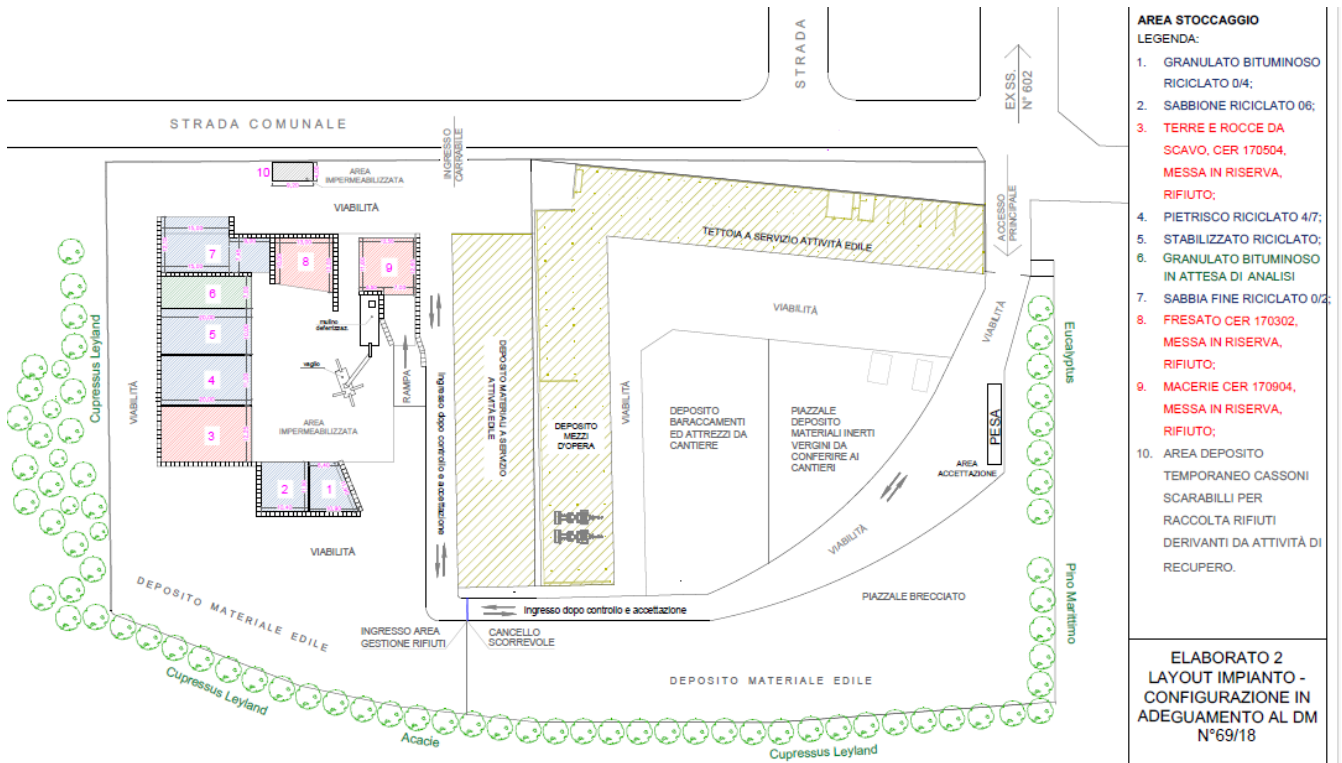 STRADA
EX SS.
N° 602
STRADA COMUNALE
INGRESSO
CARRABILE
10
AREA
IMPERMEABILIZZATA
VIABILITÀ
ACCESSO
PRINCIPALE
TETTOIA A SERVIZIO ATTIVITÀ EDILE
7
8
9
6
5
4
3
2
1
mulino
deferrizzaz.
vaglio
RAMPA
AREA
IMPERMEABILIZZATA
VIABILITÀ
VIABILITÀ
Cupressus Leyland
Ingresso dopo controllo e accettazione
DEPOSITO MATERIALI A SERVIZIO
ATTIVITÀ EDILE
DEPOSITO
MEZZI
D'OPERA
VIABILITÀ
VIABILITÀ
VIABILITÀ
DEPOSITO
BARACCAMENTI
ED ATTREZZI DA
CANTIERE
PIAZZALE
DEPOSITO
MATERIALI INERTI
VERGINI DA
CONFERIRE AI
CANTIERI
PESA
AREA
ACCETTAZIONE
VIABILITÀ
Eucalyptus
Pino Marittimo
PIAZZALE BRECCIATO
Ingresso dopo controllo e accettazione
INGRESSO AREA
GESTIONE RIFIUTI
CANCELLO
SCORREVOLE
DEPOSITO MATERIALE EDILE
DEPOSITO MATERIALE EDILE
Cupressus Leyland
Acacie
Cupressus Leyland
AREA STOCCAGGIO
LEGENDA:
1. GRANULATO BITUMINOSO
RICICLATO 0/4;
2. SABBIONE RICICLATO 06;
3. TERRE E ROCCE DA
SCAVO, CER 170504,
MESSA IN RISERVA,
RIFIUTO;
4. PIETRISCO RICICLATO 4/7;
5. STABILIZZATO RICICLATO;
6. GRANULATO BITUMINOSO
IN ATTESA DI ANALISI
7. SABBIA FINE RICICLATO 0/2;
8. FRESATO CER 170302,
MESSA IN RISERVA,
RIFIUTO;
9. MACERIE CER 170904,
MESSA IN RISERVA,
RIFIUTO;
10. AREA DEPOSITO
TEMPORANEO CASSONI
SCARABILLI PER
RACCOLTA RIFIUTI
DERIVANTI DA ATTIVITÀ DI
RECUPERO.
ELABORATO 2
LAYOUT IMPIANTO -
CONFIGURAZIONE IN
ADEGUAMENTO AL DM
N°69/18